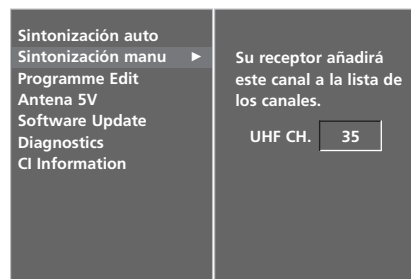 Sintonización auto
Sintonización manu ►
Programme Edit
Antena 5V
Software Update
Diagnostics
CI Information
Su receptor añadirá
este canal a la lista de
los canales.
UHF CH. 35